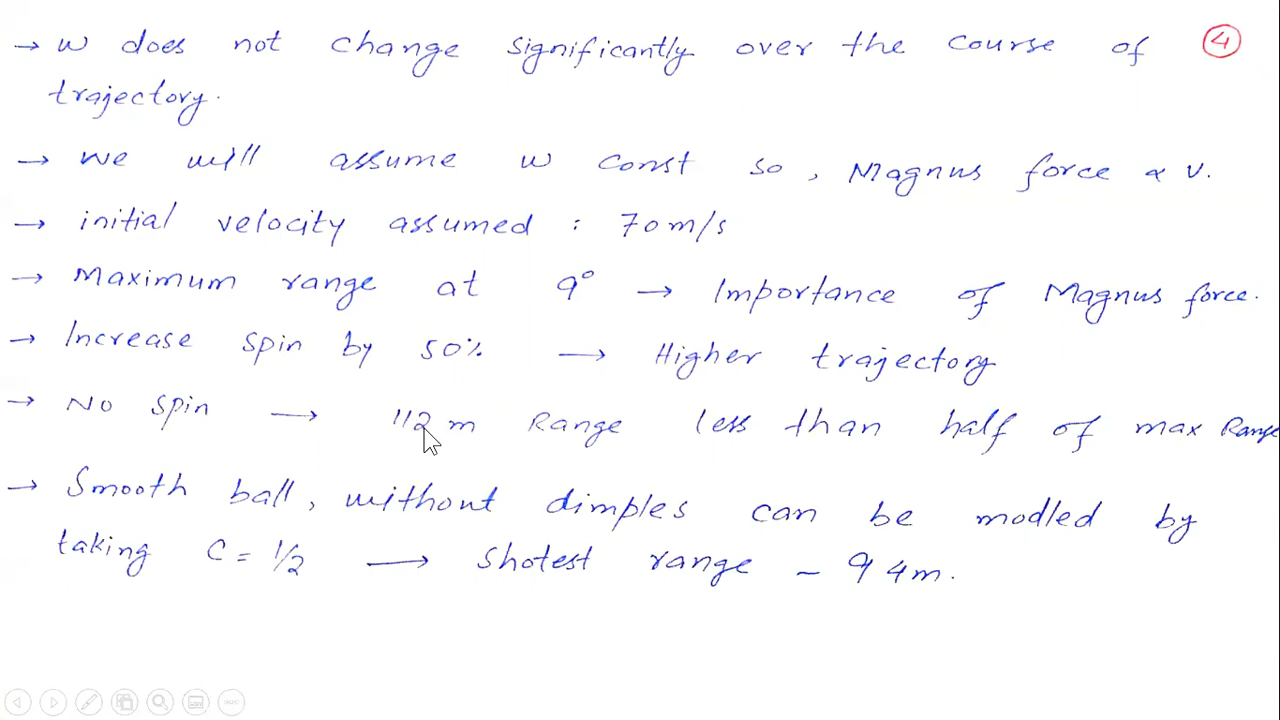 → w does not change significantly over the course of ④
trajectory.
→ we will assume w const so, Magnus force ∝ v.
→ initial velocity assumed : 70 m/s
→ Maximum range at 9° → Importance of Magnus force.
→ Increase spin by 50% → Higher trajectory
→ No spin → 112 m Range less than half of max Range
→ Smooth ball, without dimples can be modled by
taking C = 1/2 → shotest range – 94m.